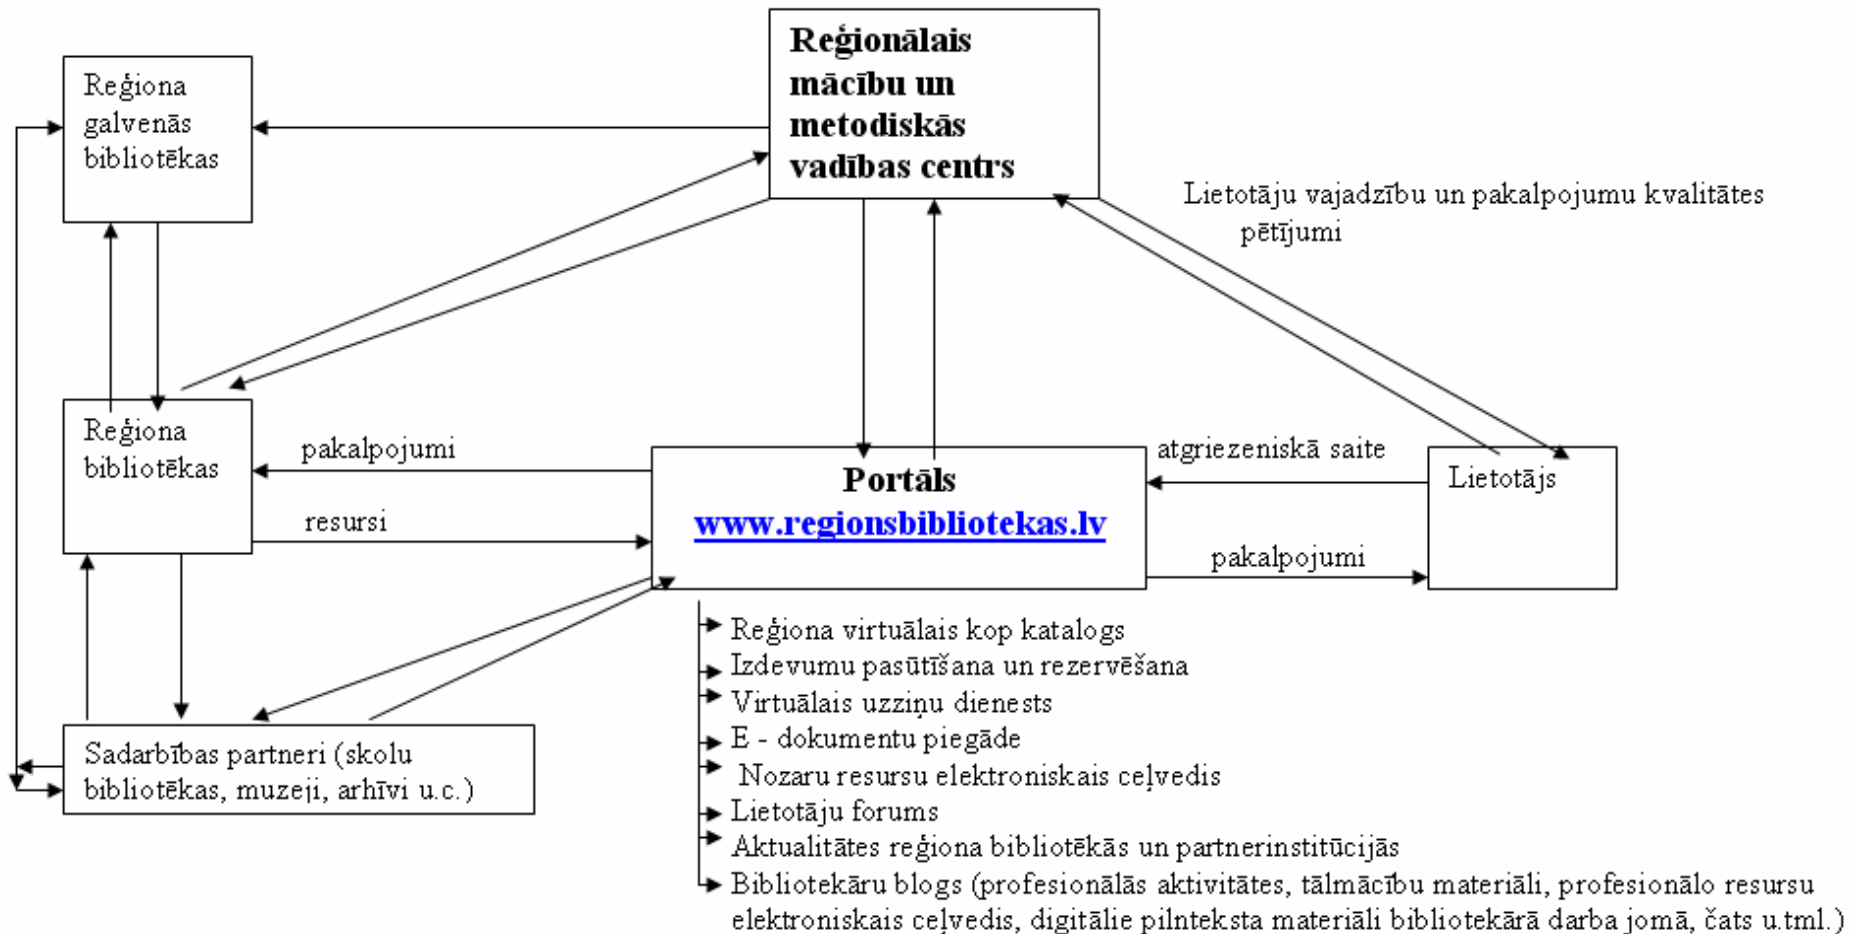 Reģionālais
mācību un
metodiskās
vadības centrs
Reģiona
galvenās
bibliotēkas
Lietotāju vajadzību un pakalpojumu kvalitātes
pētījumi
Reģiona
bibliotēkas
pakalpojumi
resursi
Portāls
www.regionsbibliotekas.lv
atgriezeniskā saite
pakalpojumi
Lietotājs
Sadarbības partneri (skolu
bibliotēkas, muzeji, arhīvi u.c.)
Reģiona virtuālais kop katalogs
Izdevumu pasūtīšana un rezervēšana
Virtuālais uzziņu dienests
E - dokumentu piegāde
Nozaru resursu elektroniskais ceļvedis
Lietotāju forums
Aktualitātes reģiona bibliotēkās un partnerinstitūcijās
Bibliotekāru blogs (profesionālās aktivitātes, tālmācību materiāli, profesionālo resursu
elektroniskais ceļvedis, digitālie pilnteksta materiāli bibliotekārā darba jomā, čats u.tml.)